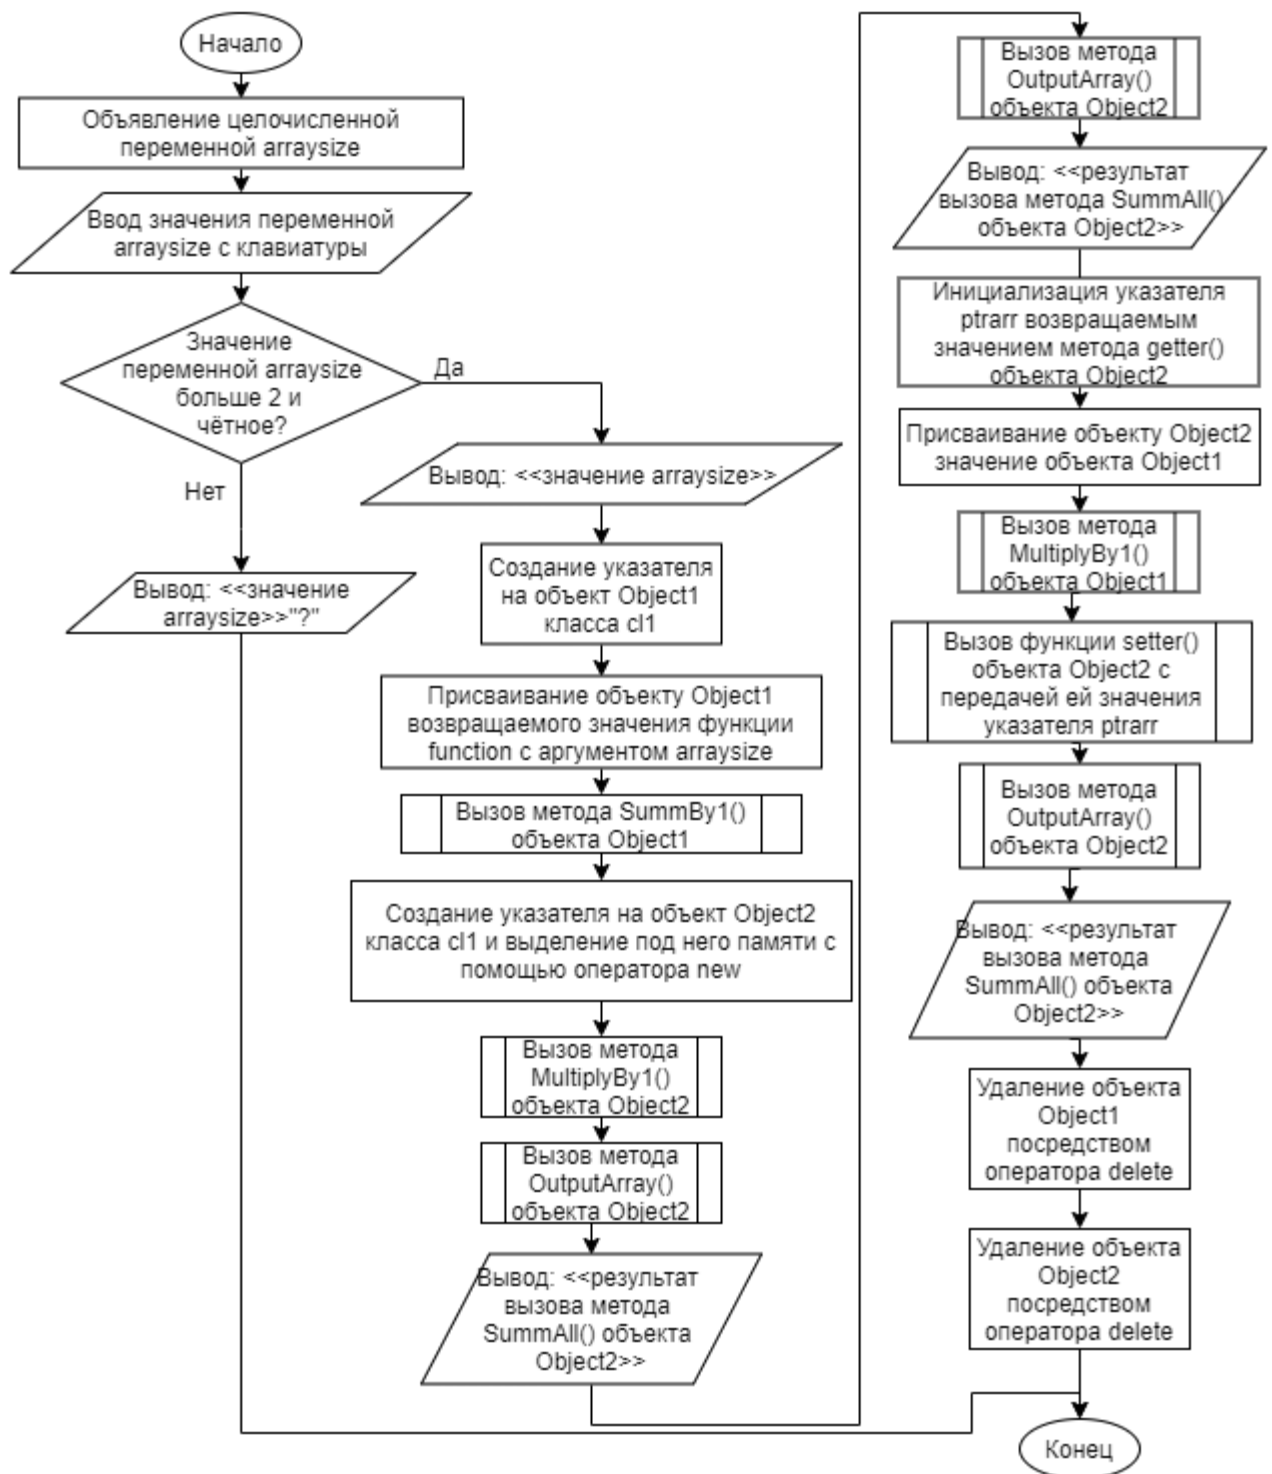 Начало
Объявление целочисленной
переменной arraysize
Ввод значения переменной
arraysize с клавиатуры
Значение
переменной arraysize
больше 2 и
чётное?
Да
Нет
Вывод: <<значение
arraysize>>"?"
Вывод: <<значение arraysize>>
Создание указателя
на объект Object1
класса cl1
Присваивание объекту Object1
возвращаемого значения функции
function с аргументом arraysize
Вызов метода SummBy1()
объекта Object1
Создание указателя на объект Object2
класса cl1 и выделение под него памяти с
помощью оператора new
Вызов метода
MultiplyBy1()
объекта Object2
Вызов метода
OutputArray()
объекта Object2
Вывод: <<результат
вызова метода
SummAll() объекта
Object2>>
Вызов метода
OutputArray()
объекта Object2
Вывод: <<результат
вызова метода SummAll()
объекта Object2>>
Инициализация указателя
ptrarr возвращаемым
значением метода getter()
объекта Object2
Присваивание объекту Object2
значение объекта Object1
Вызов метода
MultiplyBy1()
объекта Object1
Вызов функции setter()
объекта Object2 с
передачей ей значения
указателя ptrarr
Вызов метода
OutputArray()
объекта Object2
Вывод: <<результат
вызова метода
SummAll() объекта
Object2>>
Удаление объекта
Object1
посредством
оператора delete
Удаление объекта
Object2
посредством
оператора delete
Конец